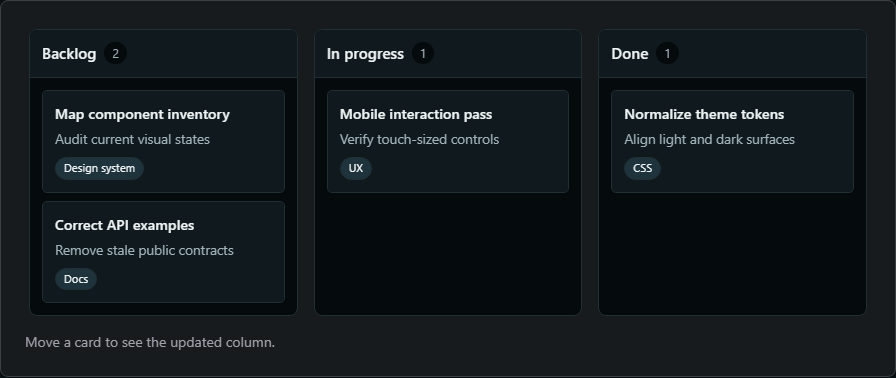 Backlog 2
Map component inventory
Audit current visual states
Design system
Correct API examples
Remove stale public contracts
Docs
In progress 1
Mobile interaction pass
Verify touch-sized controls
UX
Done 1
Normalize theme tokens
Align light and dark surfaces
CSS
Move a card to see the updated column.